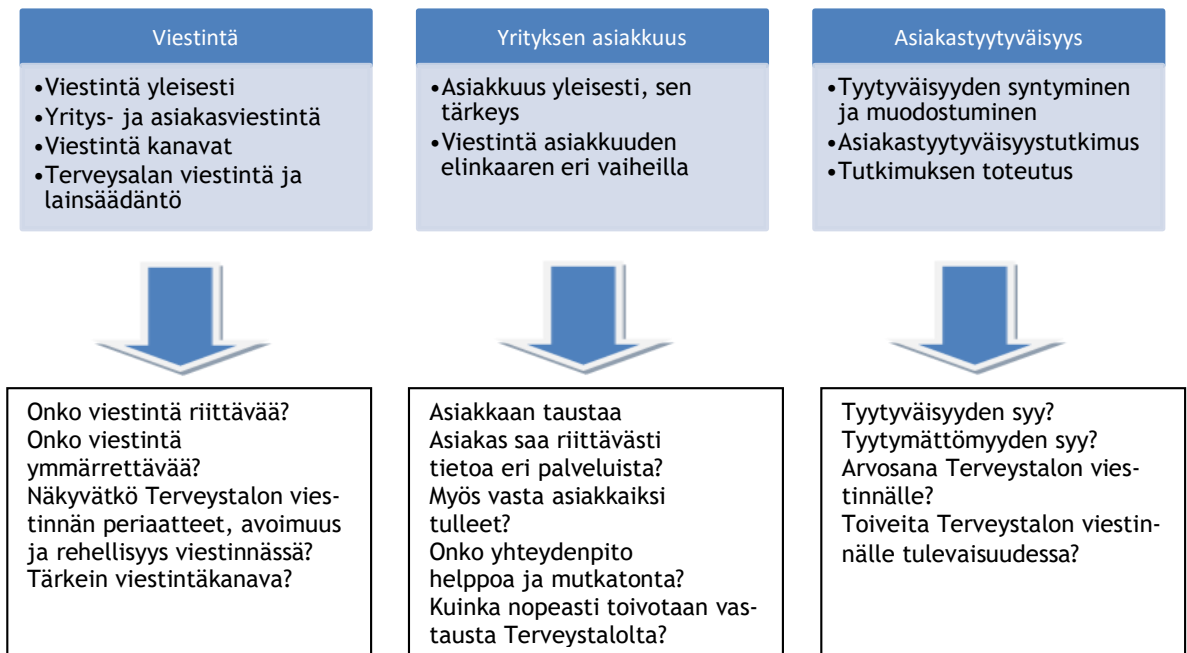 Viestintä
•Viestintä yleisesti
•Yritys- ja asiakasviestintä
•Viestintä kanavat
•Terveysalan viestintä ja
lainsäädäntö
Yrityksen asiakkuus
•Asiakkuus yleisesti, sen
tärkeys
•Viestintä asiakkuuden
elinkaaren eri vaiheilla
Asiakastyytyväisyys
•Tyytyväisyyden syntyminen
ja muodostuminen
•Asiakastyytyväisyystutkimus
•Tutkimuksen toteutus
Onko viestintä riittävää?
Onko viestintä
ymmärrettävää?
Näkyvätkö Terveystalon vies-
tinnän periaatteet, avoimuus
ja rehellisyys viestinnässä?
Tärkein viestintäkanava?
Asiakkaan taustaa
Asiakas saa riittävästi
tietoa eri palveluista?
Myös vasta asiakkaiksi
tulleet?
Onko yhteydenpito
helppoa ja mutkatonta?
Kuinka nopeasti toivotaan vas-
tausta Terveystalolta?
Tyytyväisyyden syy?
Tyytymättömyyden syy?
Arvosana Terveystalon vies-
tinnälle?
Toiveita Terveystalon viestin-
nälle tulevaisuudessa?